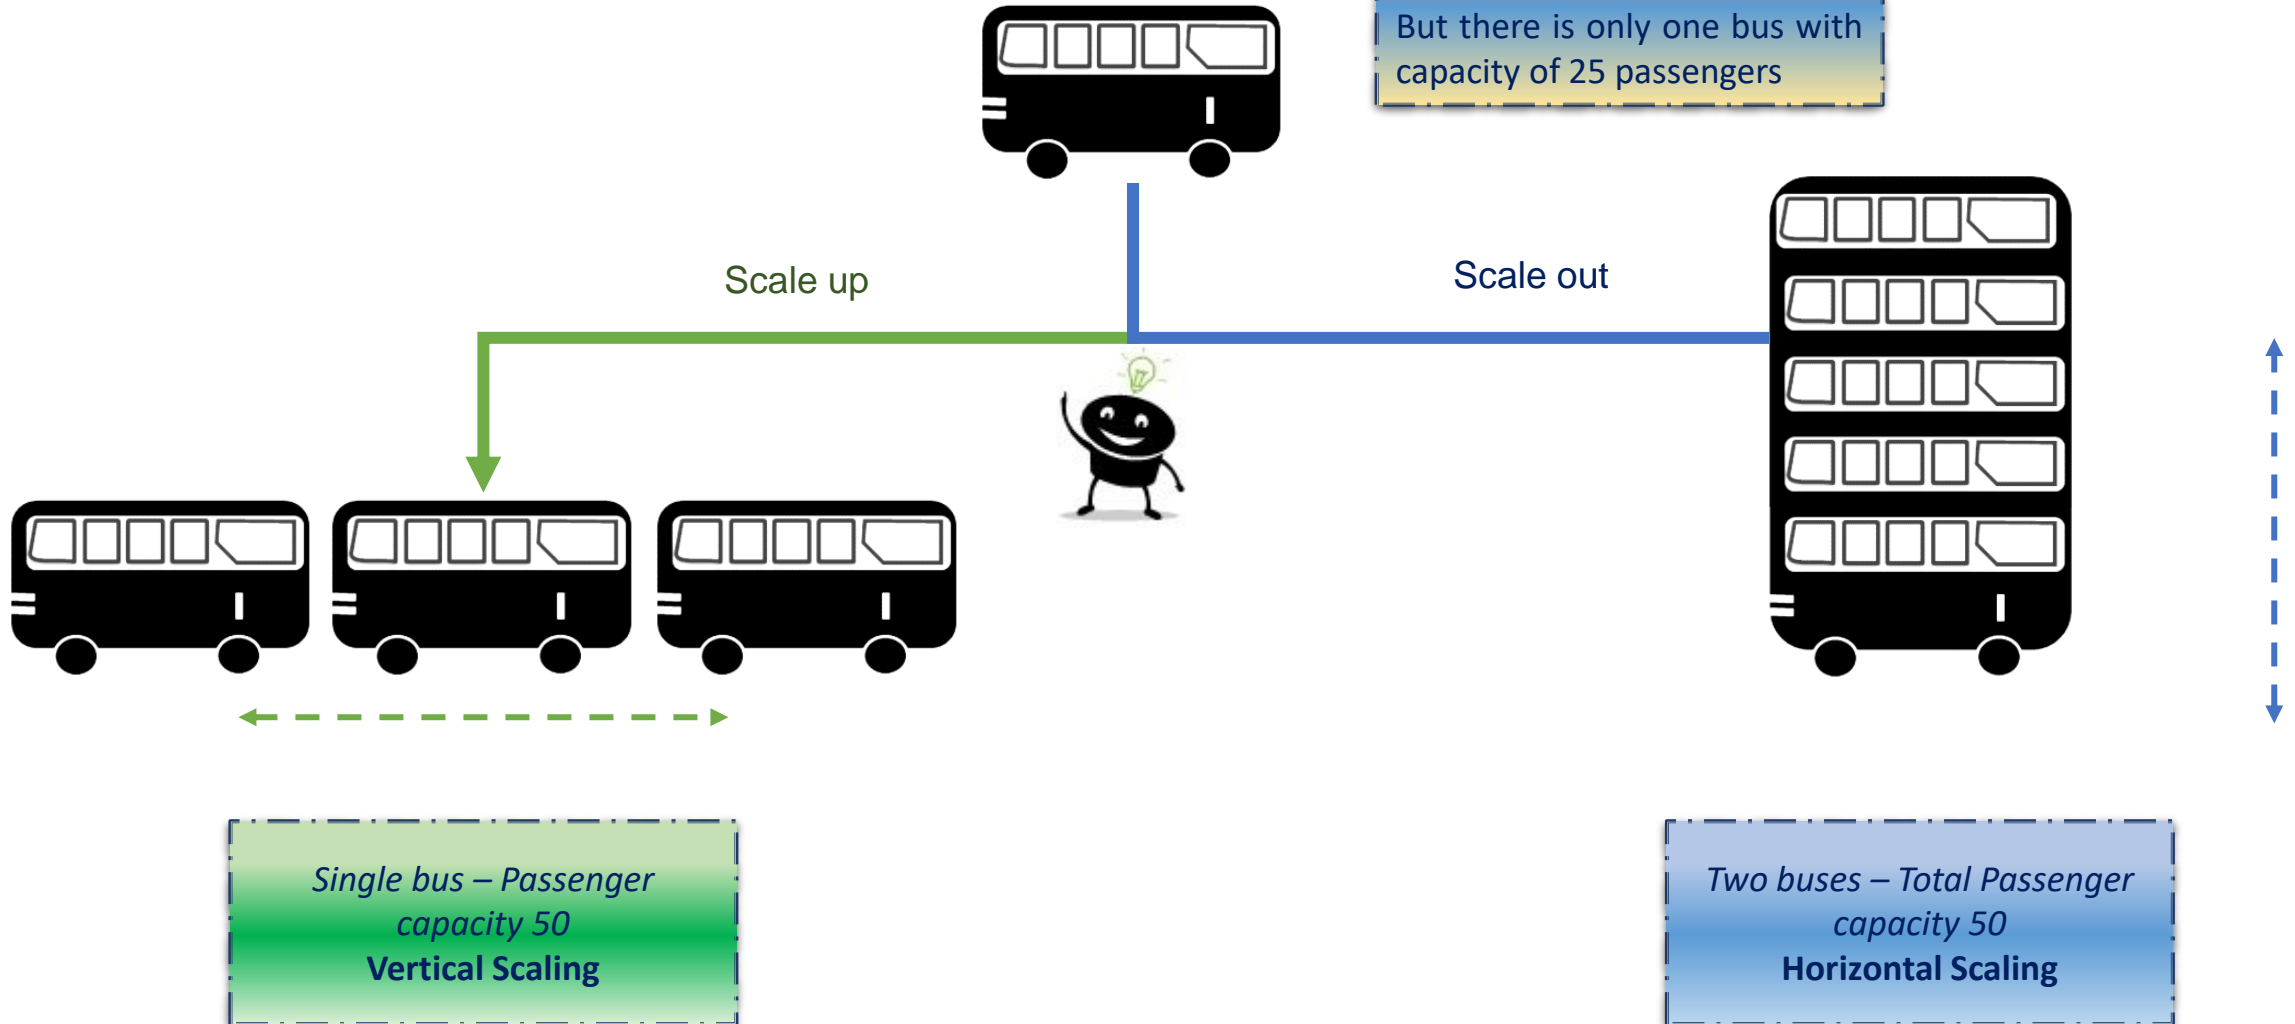 But there is only one bus with
capacity of 25 passengers
Scale up
Scale out
Single bus – Passenger
capacity 50
Vertical Scaling
Two buses – Total Passenger
capacity 50
Horizontal Scaling